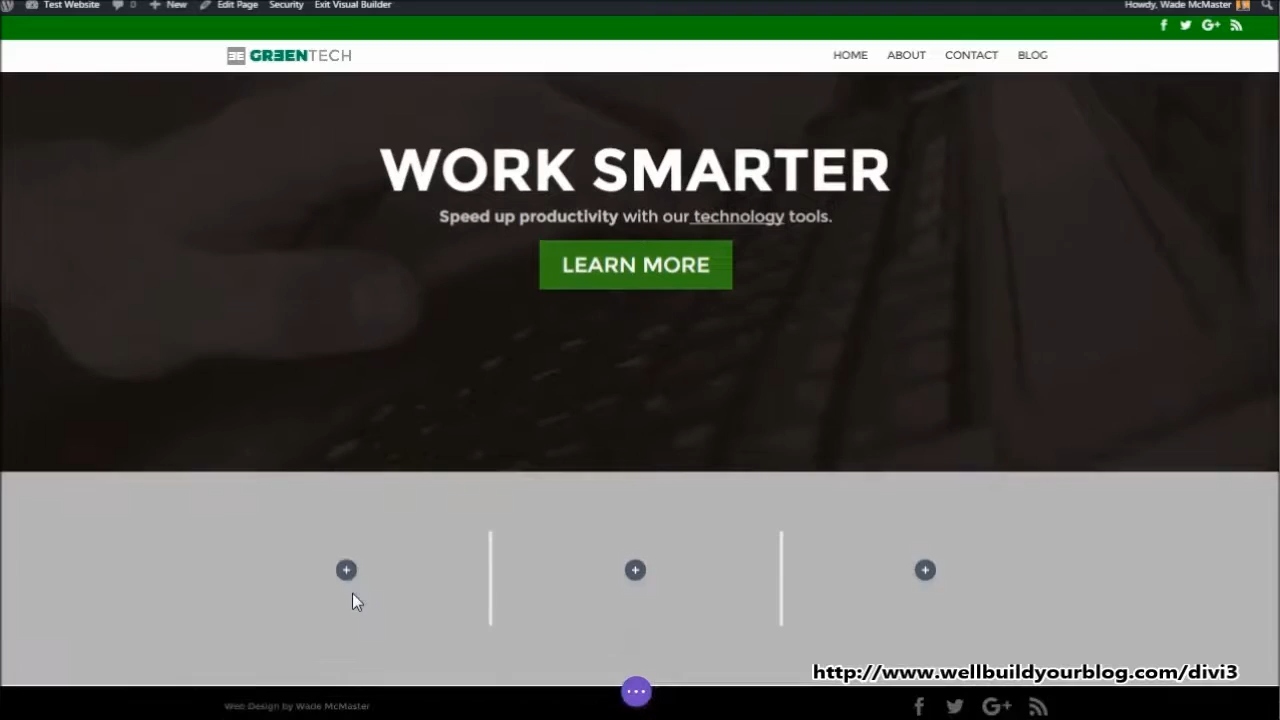 Test Website 0 New Edit Page Security Exit Visual Builder Howdy, Wade McMaster
GREENTECH HOME ABOUT CONTACT BLOG
WORK SMARTER
Speed up productivity with our technology tools.
LEARN MORE
http://www.wellbuildyourblog.com/divi3
Web Design by Wade McMaster